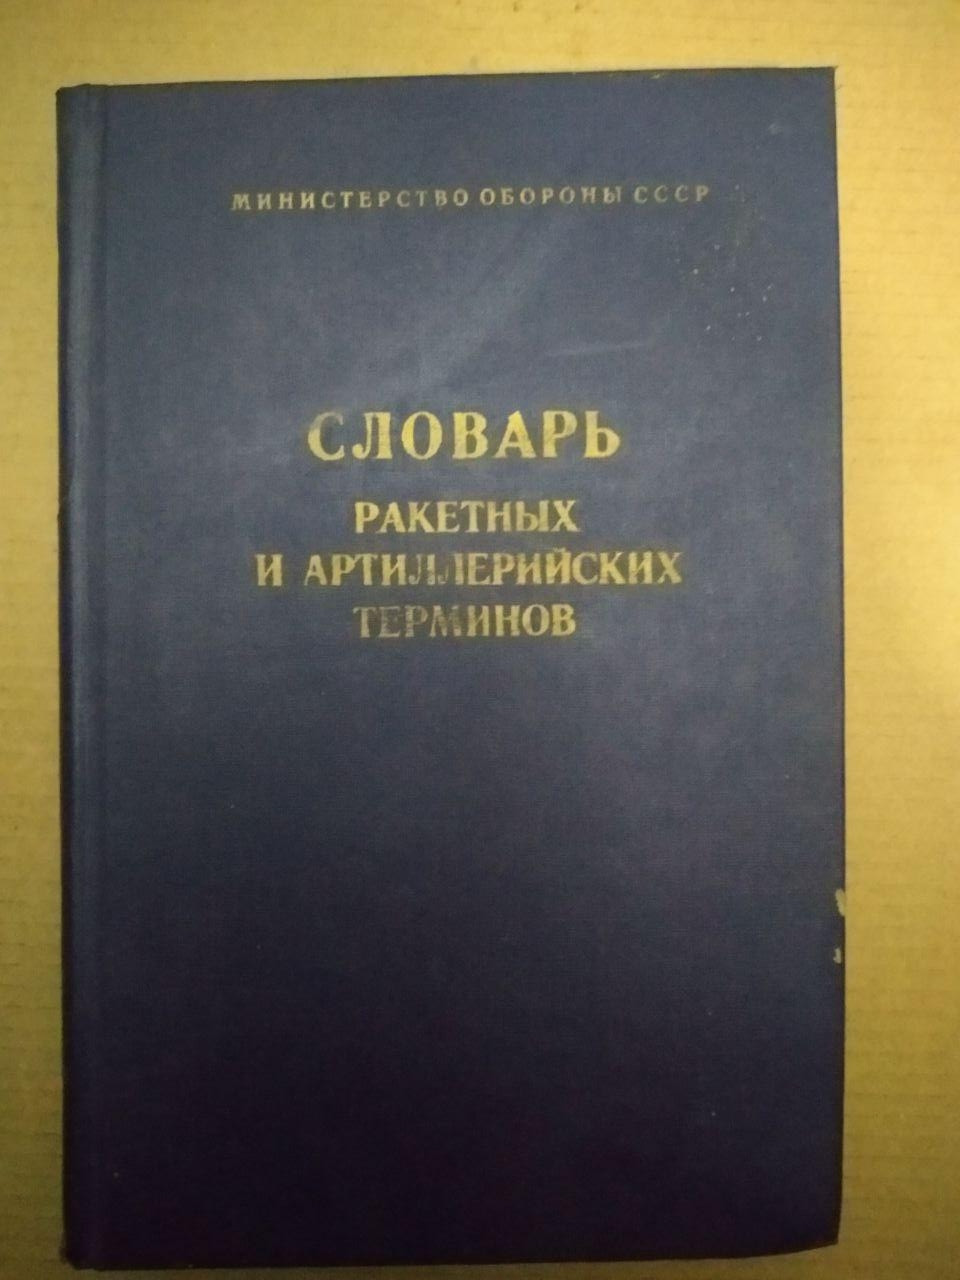 МИНИСТЕРСТВО ОБОРОНЫ СССР
СЛОВАРЬ
РАКЕТНЫХ
И АРТИЛЛЕРИЙСКИХ
ТЕРМИНОВ